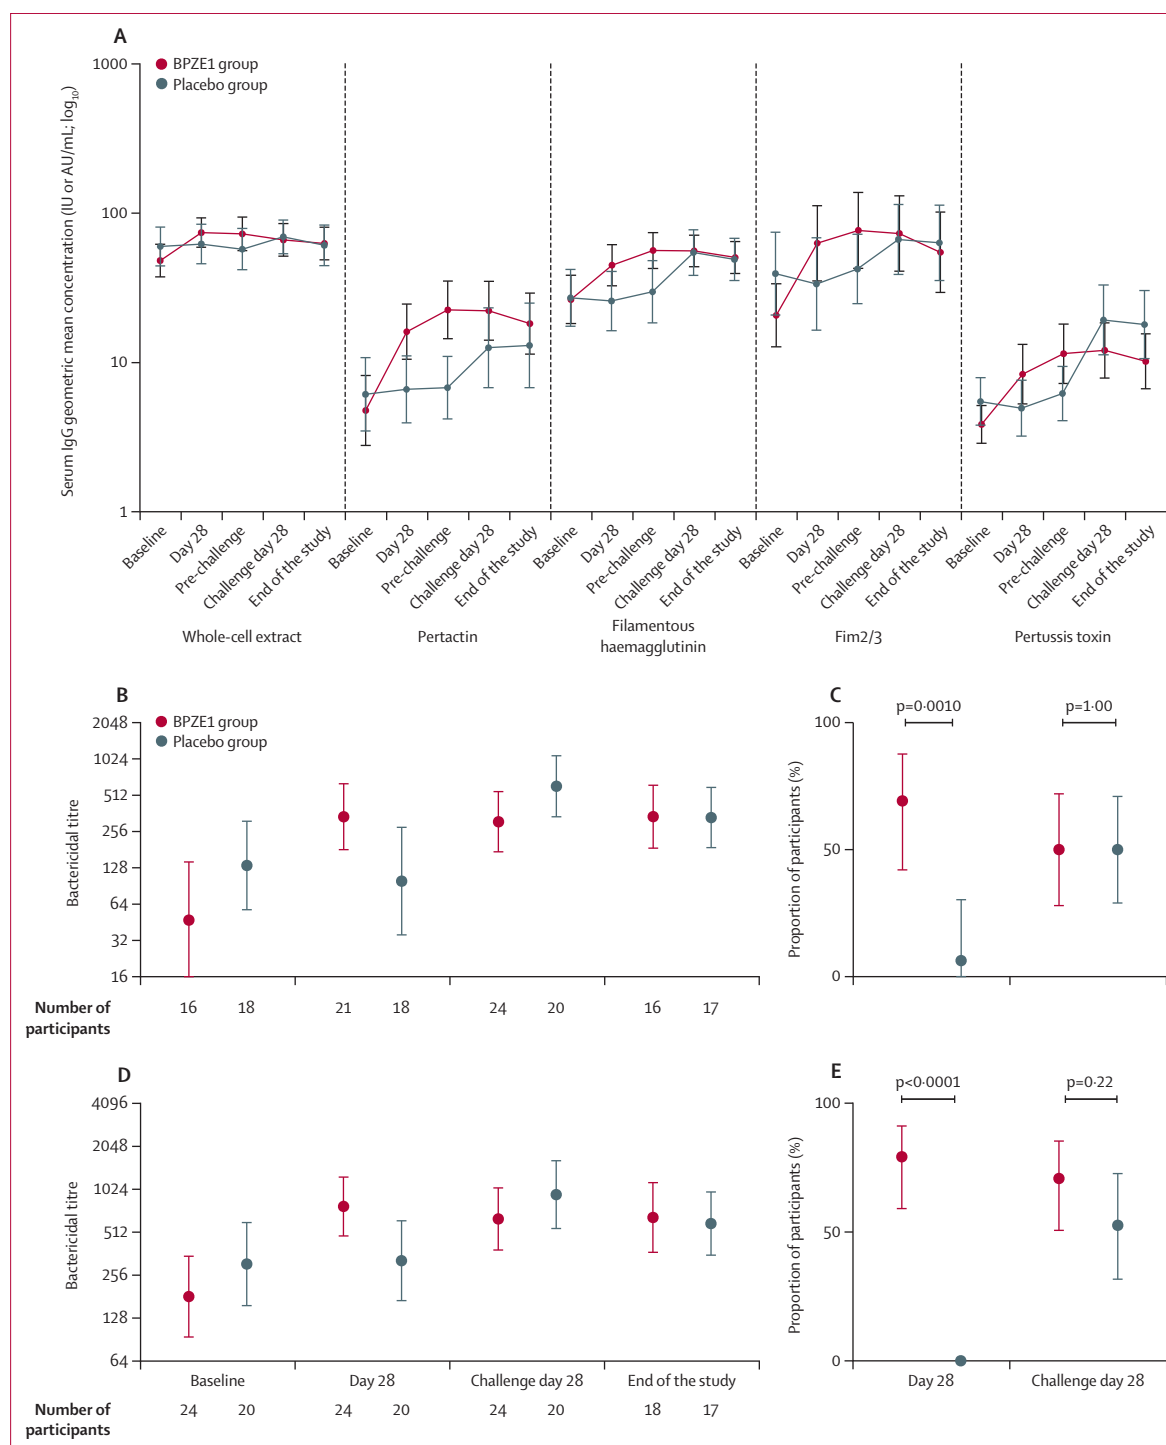 A
BPZE1 group
Placebo group
Serum IgG geometric mean concentration (IU or AU/mL; log₁₀)
1000
100
10
1
Baseline
Day 28
Pre-challenge
Challenge day 28
End of the study
Baseline
Day 28
Pre-challenge
Challenge day 28
End of the study
Baseline
Day 28
Pre-challenge
Challenge day 28
End of the study
Baseline
Day 28
Pre-challenge
Challenge day 28
End of the study
Baseline
Day 28
Pre-challenge
Challenge day 28
End of the study
Whole-cell extract
Pertactin
Filamentous
haemagglutinin
Fim2/3
Pertussis toxin
B
BPZE1 group
Placebo group
Bactericidal titre
2048
1024
512
256
128
64
32
16
Number of
participants
16 18 21 18 24 20 16 17
C
p=0·0010
p=1·00
Proportion of participants (%)
100
50
0
D
Bactericidal titre
4096
2048
1024
512
256
128
64
Baseline
Day 28
Challenge day 28
End of the study
Number of
participants
24 20 24 20 24 20 18 17
E
p<0·0001
p=0·22
Proportion of participants (%)
100
50
0
Day 28
Challenge day 28